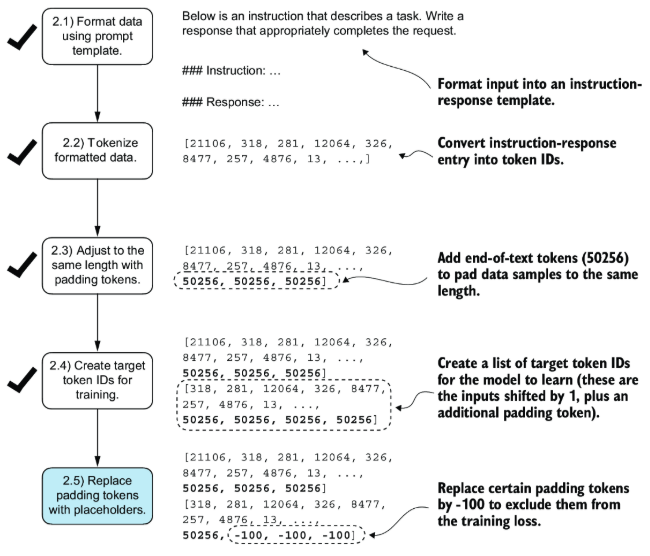 2.1) Format data
using prompt
template.
Below is an instruction that describes a task. Write a
response that appropriately completes the request.
### Instruction: ...
### Response: ...
Format input into an instruction-
response template.
2.2) Tokenize
formatted data.
[21106, 318, 281, 12064, 326,
8477, 257, 4876, 13, ...,]
Convert instruction-response
entry into token IDs.
2.3) Adjust to the
same length with
padding tokens.
[21106, 318, 281, 12064, 326,
8477, 257, 4876, 13, ...,
50256, 50256, 50256]
Add end-of-text tokens (50256)
to pad data samples to the same
length.
2.4) Create target
token IDs for
training.
[21106, 318, 281, 12064, 326,
8477, 257, 4876, 13, ...,
50256, 50256, 50256]
[318, 281, 12064, 326, 8477,
257, 4876, 13, ...,
50256, 50256, 50256, 50256]
Create a list of target token IDs
for the model to learn (these are
the inputs shifted by 1, plus an
additional padding token).
2.5) Replace
padding tokens
with placeholders.
[21106, 318, 281, 12064, 326,
8477, 257, 4876, 13, ...,
50256, 50256, 50256]
[318, 281, 12064, 326, 8477,
257, 4876, 13, ...,
50256, -100, -100, -100]
Replace certain padding tokens
by -100 to exclude them from
the training loss.